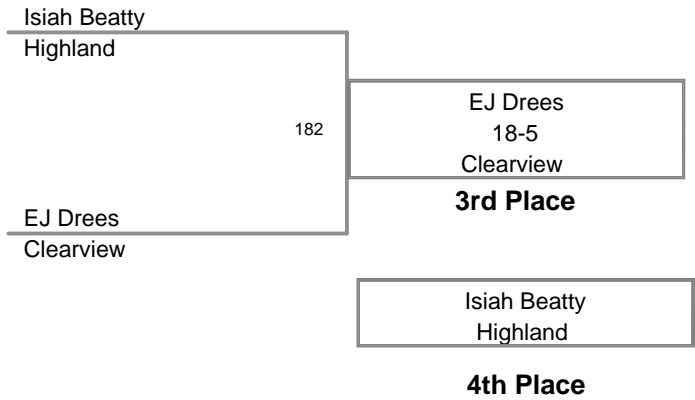 Isiah Beatty
Highland
182
EJ Drees
18-5
Clearview
3rd Place
EJ Drees
Clearview
Isiah Beatty
Highland
4th Place